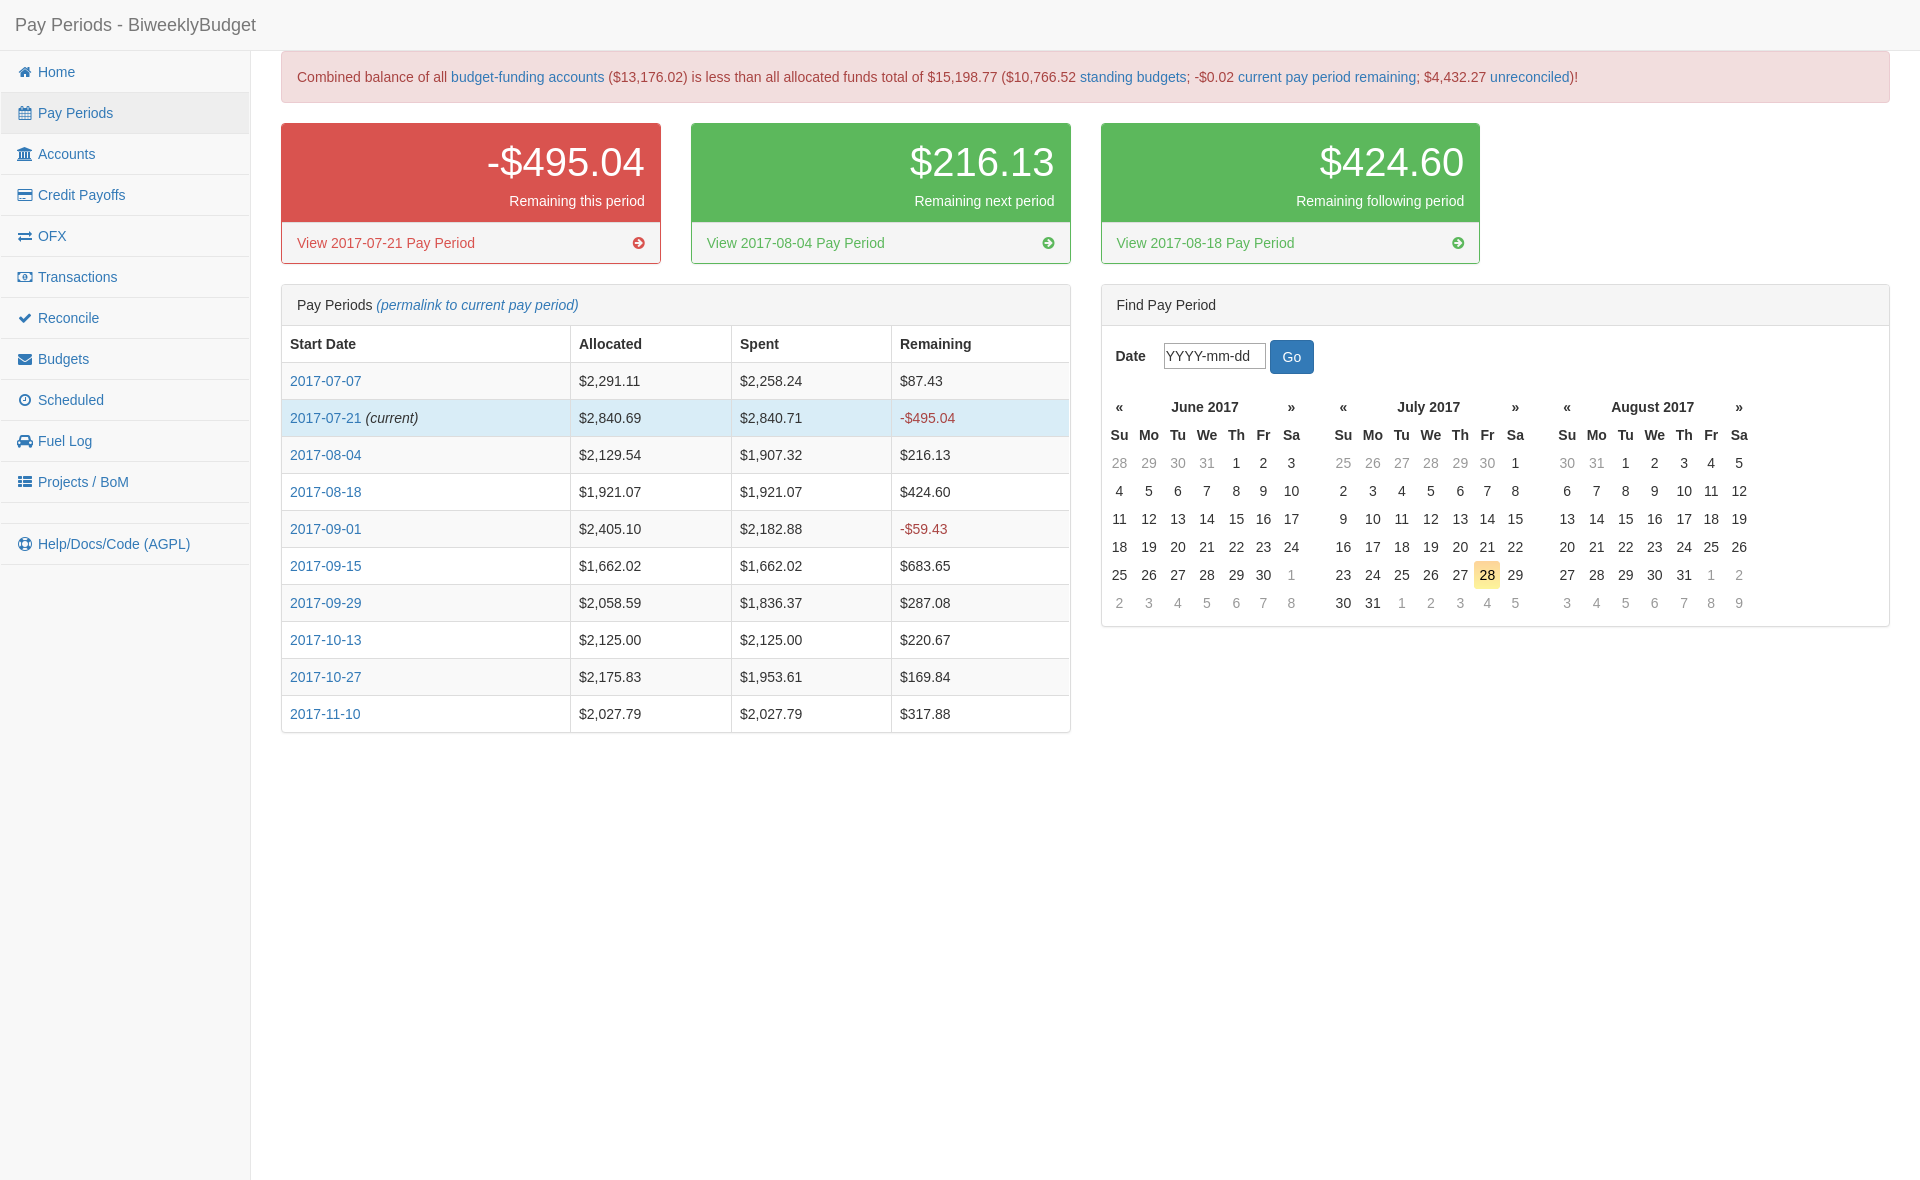 Pay Periods - BiweeklyBudget
Home
Pay Periods
Accounts
Credit Payoffs
OFX
Transactions
Reconcile
Budgets
Scheduled
Fuel Log
Projects / BoM
Help/Docs/Code (AGPL)
Combined balance of all budget-funding accounts ($13,176.02) is less than all allocated funds total of $15,198.77 ($10,766.52 standing budgets; -$0.02 current pay period remaining; $4,432.27 unreconciled)!
-$495.04
Remaining this period
View 2017-07-21 Pay Period
$216.13
Remaining next period
View 2017-08-04 Pay Period
$424.60
Remaining following period
View 2017-08-18 Pay Period
Pay Periods (permalink to current pay period)
Start Date Allocated Spent Remaining
2017-07-07 $2,291.11 $2,258.24 $87.43
2017-07-21 (current) $2,840.69 $2,840.71 -$495.04
2017-08-04 $2,129.54 $1,907.32 $216.13
2017-08-18 $1,921.07 $1,921.07 $424.60
2017-09-01 $2,405.10 $2,182.88 -$59.43
2017-09-15 $1,662.02 $1,662.02 $683.65
2017-09-29 $2,058.59 $1,836.37 $287.08
2017-10-13 $2,125.00 $2,125.00 $220.67
2017-10-27 $2,175.83 $1,953.61 $169.84
2017-11-10 $2,027.79 $2,027.79 $317.88
Find Pay Period
Date YYYY-mm-dd Go
« June 2017 »
Su Mo Tu We Th Fr Sa
28 29 30 31 1 2 3
4 5 6 7 8 9 10
11 12 13 14 15 16 17
18 19 20 21 22 23 24
25 26 27 28 29 30 1
2 3 4 5 6 7 8
« July 2017 »
Su Mo Tu We Th Fr Sa
25 26 27 28 29 30 1
2 3 4 5 6 7 8
9 10 11 12 13 14 15
16 17 18 19 20 21 22
23 24 25 26 27 28 29
30 31 1 2 3 4 5
« August 2017 »
Su Mo Tu We Th Fr Sa
30 31 1 2 3 4 5
6 7 8 9 10 11 12
13 14 15 16 17 18 19
20 21 22 23 24 25 26
27 28 29 30 31 1 2
3 4 5 6 7 8 9